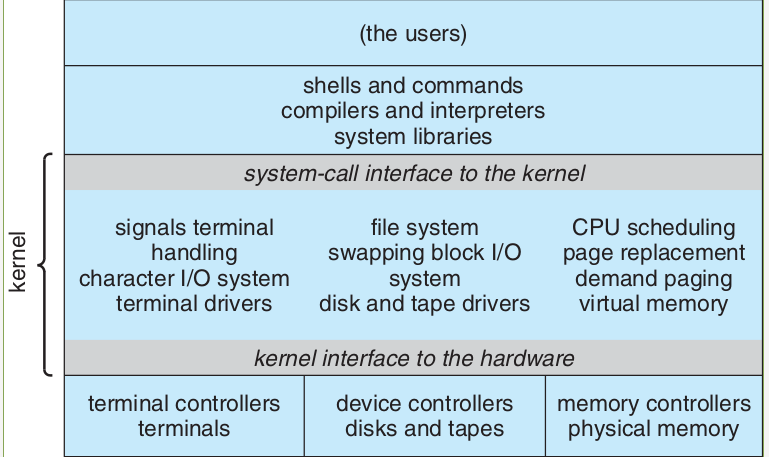 (the users)
shells and commands
compilers and interpreters
system libraries
system-call interface to the kernel
kernel
signals terminal
handling
character I/O system
terminal drivers
file system
swapping block I/O
system
disk and tape drivers
CPU scheduling
page replacement
demand paging
virtual memory
kernel interface to the hardware
terminal controllers
terminals
device controllers
disks and tapes
memory controllers
physical memory